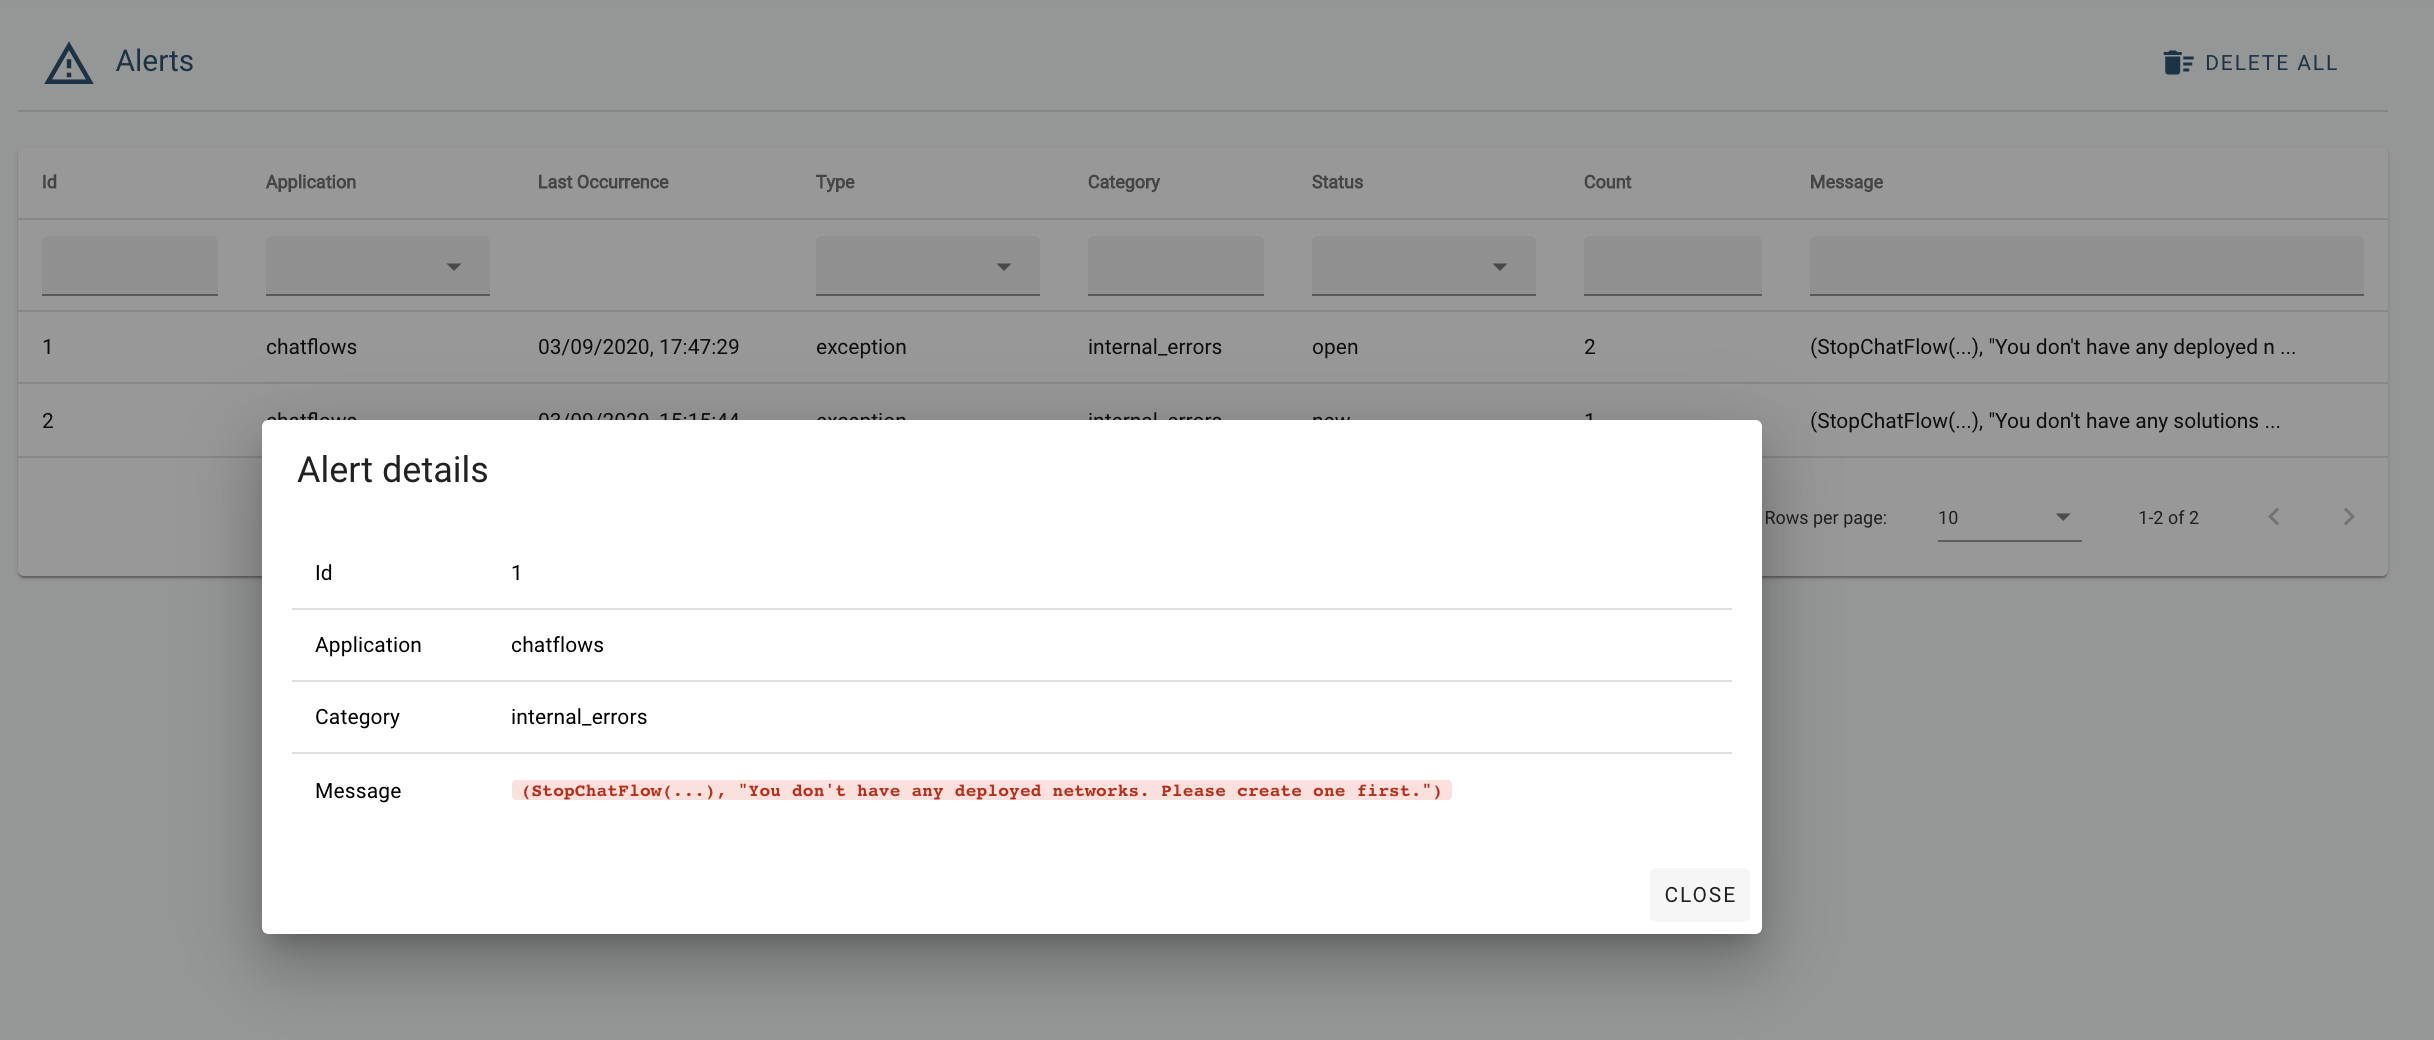 Alerts
DELETE ALL
Id Application Last Occurrence Type Category Status Count Message
1 chatflows 03/09/2020, 17:47:29 exception internal_errors open 2 (StopChatFlow(...), "You don't have any deployed n ...
2 chatflows 03/09/2020, 15:15:44 exception internal_errors new 1 (StopChatFlow(...), "You don't have any solutions ...
Rows per page: 10 1-2 of 2
Alert details
Id 1
Application chatflows
Category internal_errors
Message (StopChatFlow(...), "You don't have any deployed networks. Please create one first.")
CLOSE